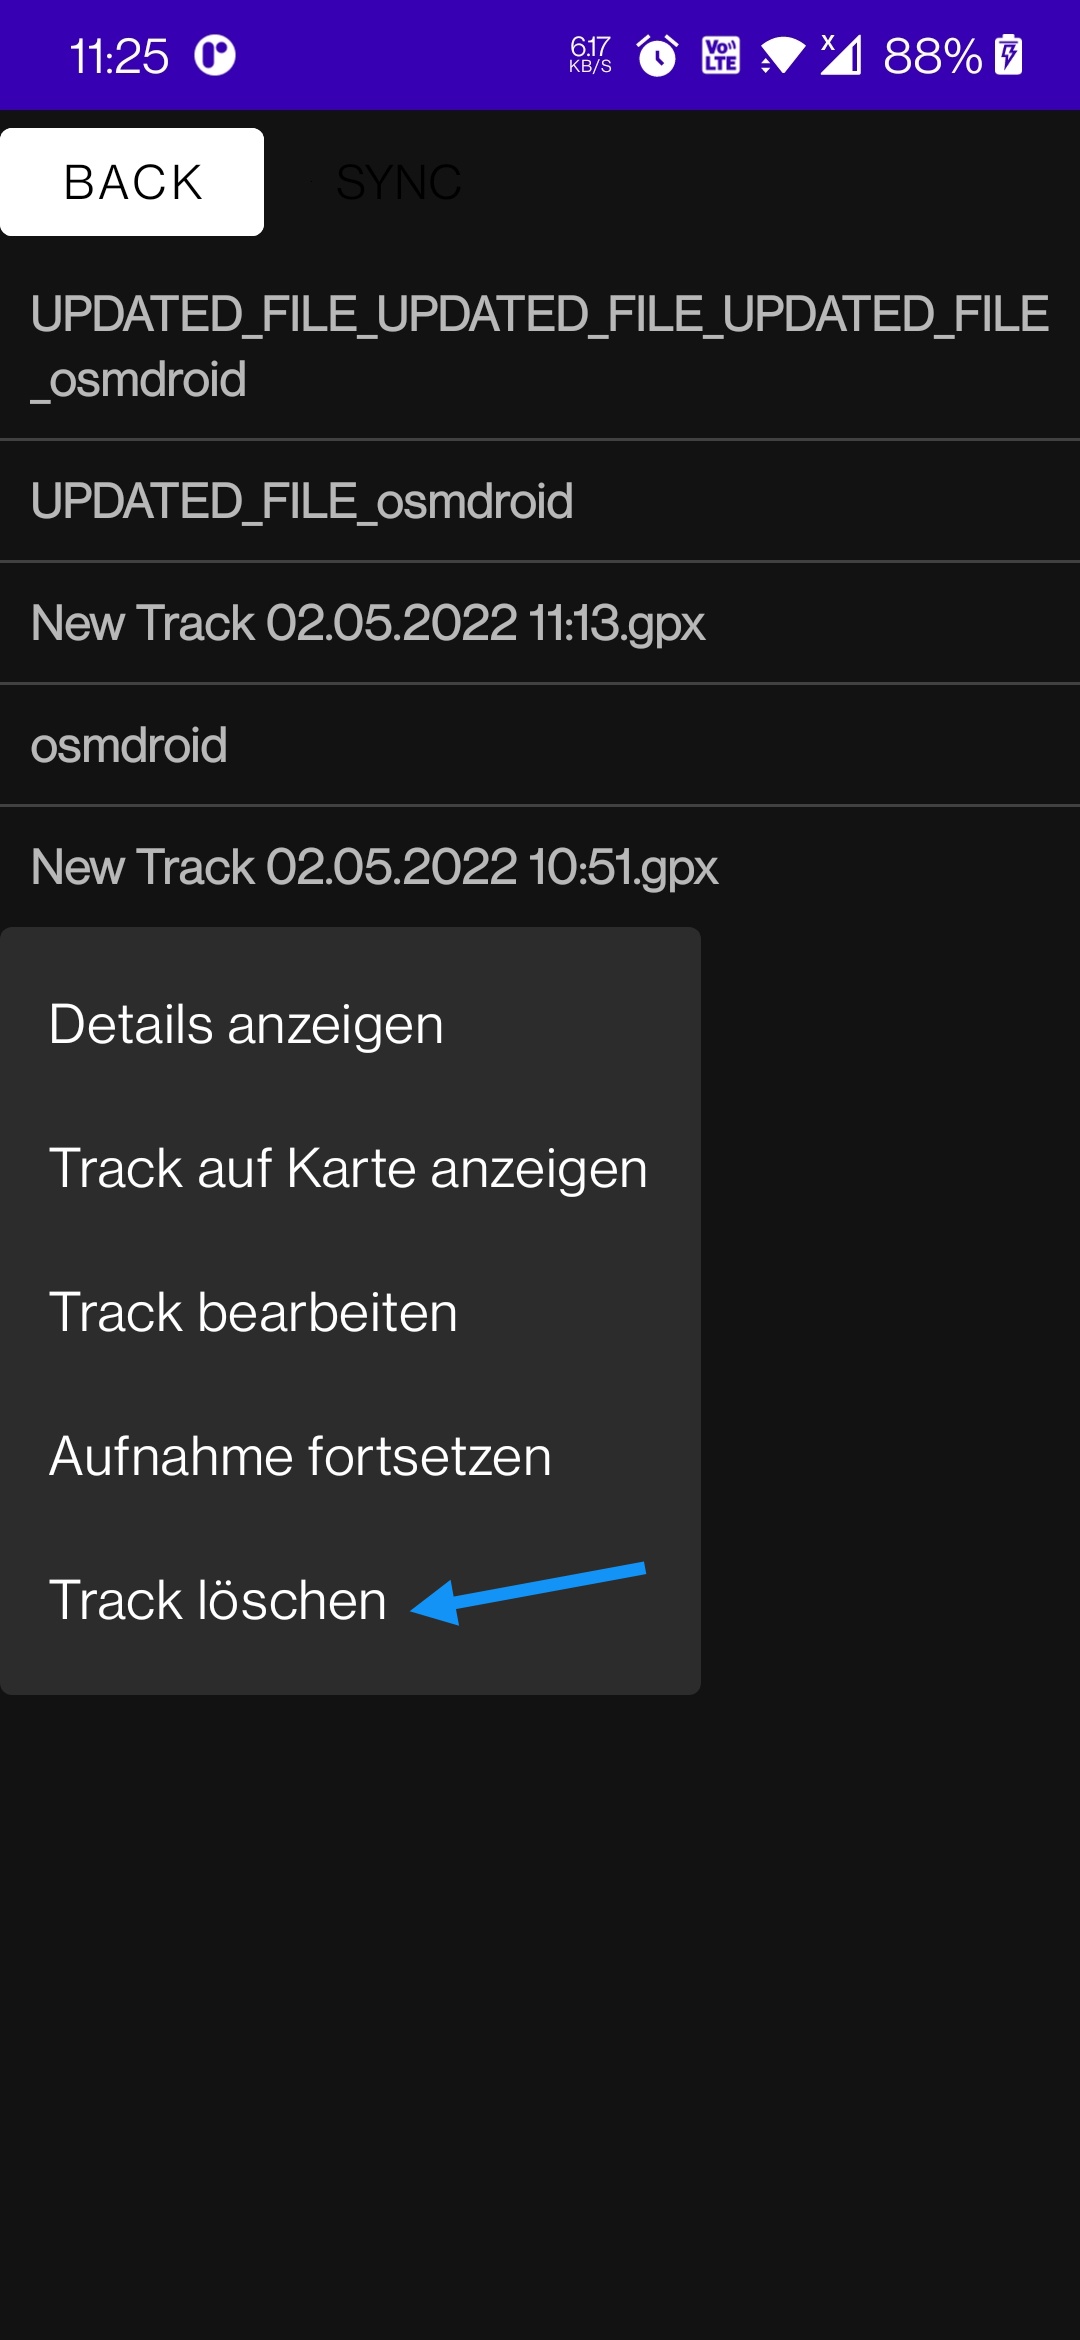 11:25
6.17
KB/S
Vo))
LTE
X
88%
BACK
SYNC
UPDATED_FILE_UPDATED_FILE_UPDATED_FILE
_osmdroid
UPDATED_FILE_osmdroid
New Track 02.05.2022 11:13.gpx
osmdroid
New Track 02.05.2022 10:51.gpx
Details anzeigen
Track auf Karte anzeigen
Track bearbeiten
Aufnahme fortsetzen
Track löschen